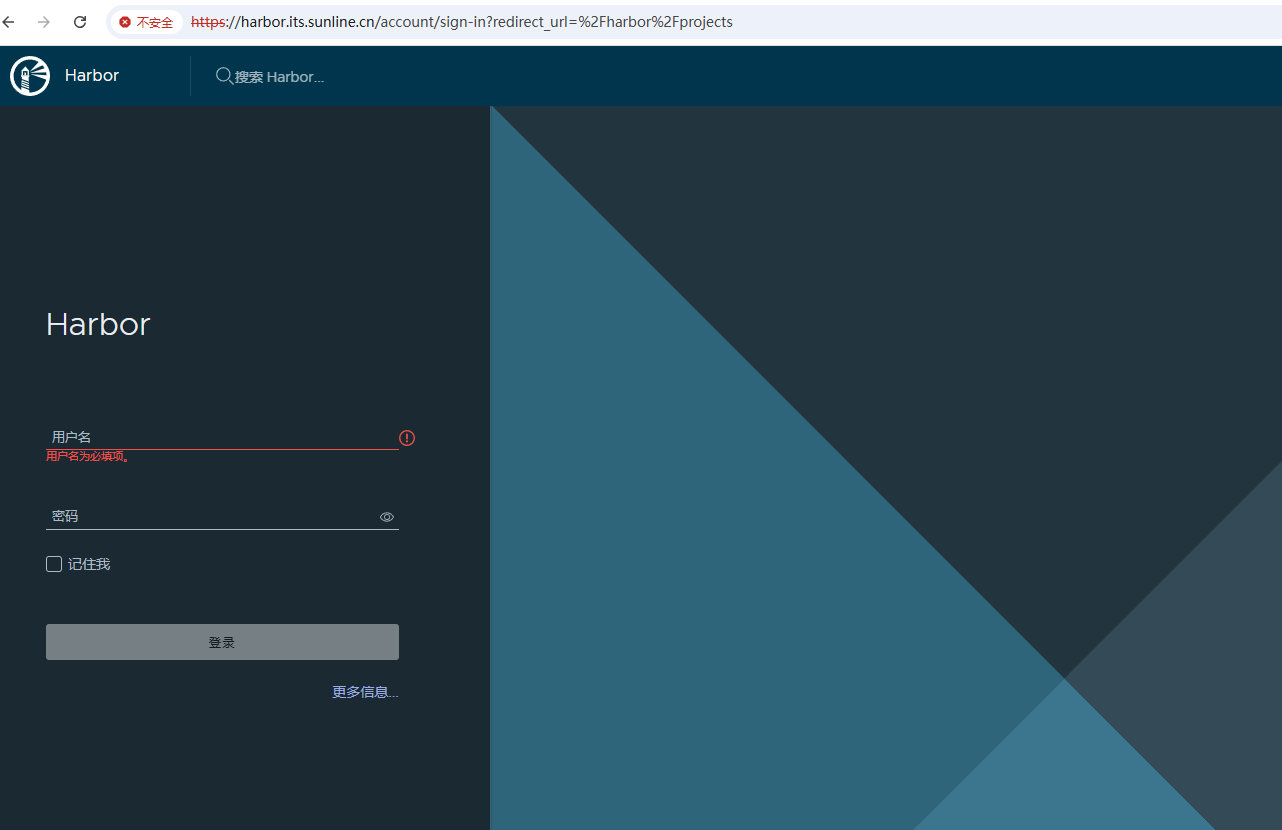 不安全 https://harbor.its.sunline.cn/account/sign-in?redirect_url=%2Fharbor%2Fprojects
Harbor 搜索 Harbor...
Harbor
用户名
用户名为必填项。
密码
记住我
登录
更多信息...